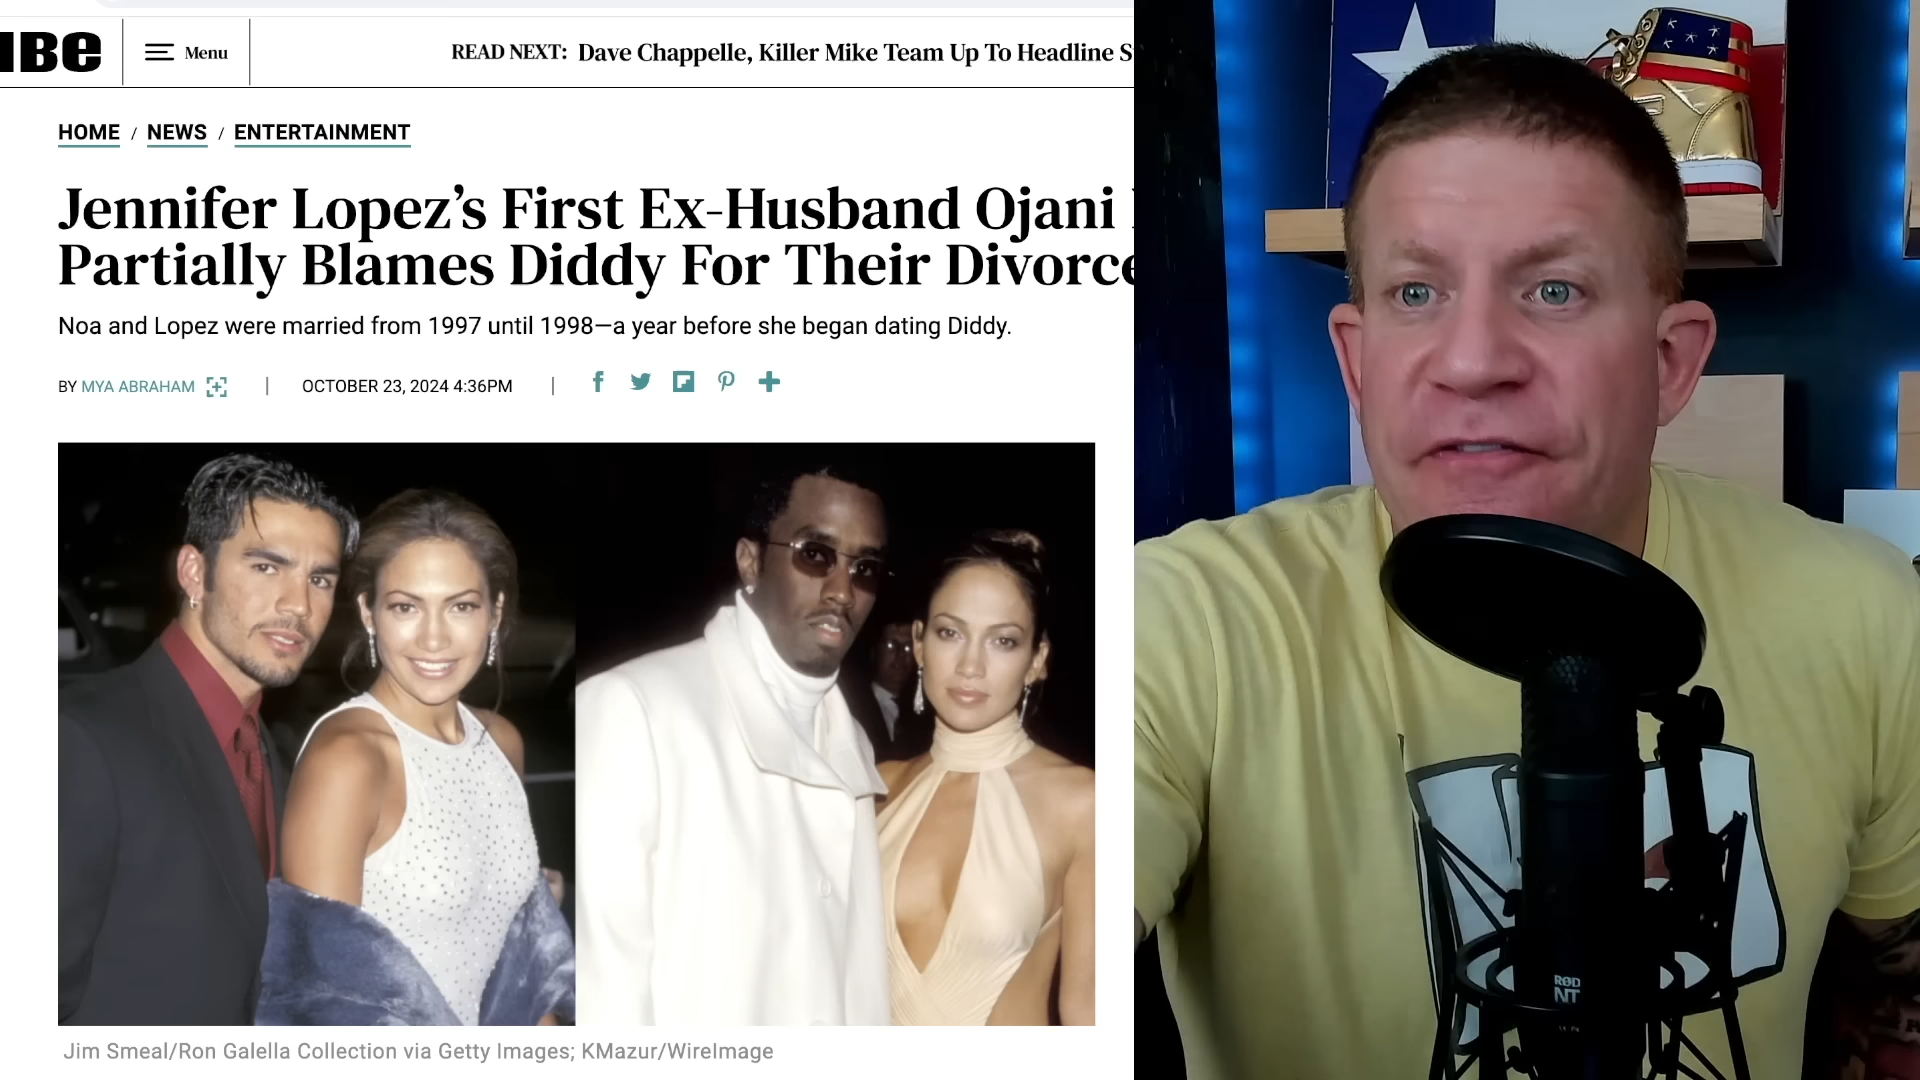 IBe
Menu
READ NEXT: Dave Chappelle, Killer Mike Team Up To Headline S
HOME / NEWS / ENTERTAINMENT
Jennifer Lopez’s First Ex-Husband Ojani
Partially Blames Diddy For Their Divorce
Noa and Lopez were married from 1997 until 1998—a year before she began dating Diddy.
BY MYA ABRAHAM | OCTOBER 23, 2024 4:36PM |
Jim Smeal/Ron Galella Collection via Getty Images; KMazur/WireImage
RØD
NT